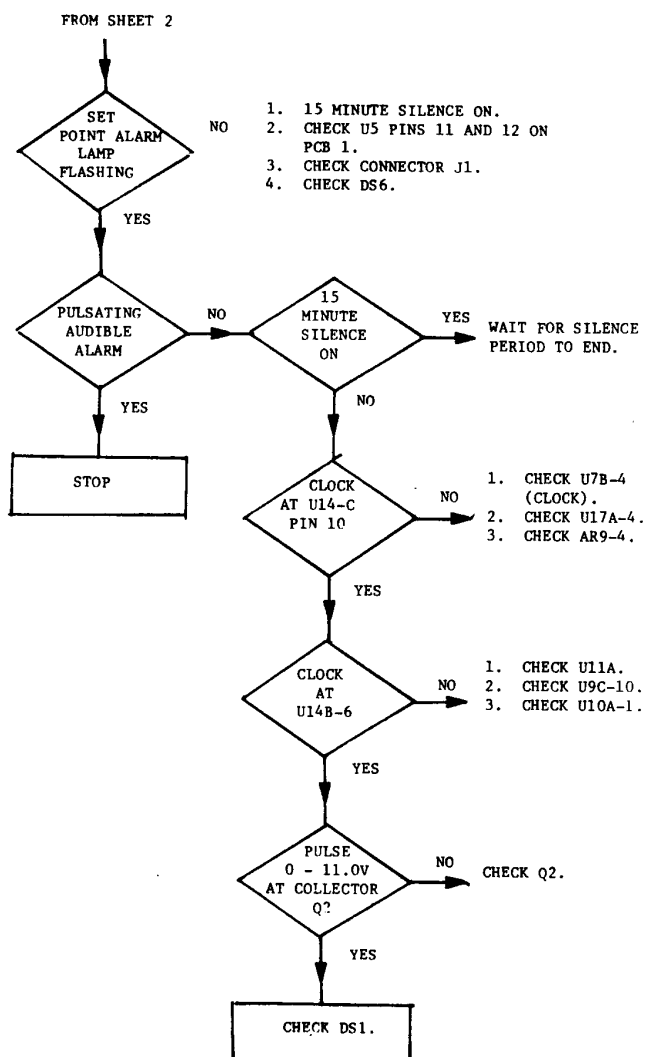 FROM SHEET 2
SET
POINT ALARM
LAMP
FLASHING
NO
1. 15 MINUTE SILENCE ON.
2. CHECK U5 PINS 11 AND 12 ON
PCB 1.
3. CHECK CONNECTOR J1.
4. CHECK DS6.
YES
PULSATING
AUDIBLE
ALARM
NO
15
MINUTE
SILENCE
ON
YES
WAIT FOR SILENCE
PERIOD TO END.
YES
STOP
NO
CLOCK
AT U14-C
PIN 10
NO
1. CHECK U7B-4
(CLOCK).
2. CHECK U17A-4.
3. CHECK AR9-4.
YES
CLOCK
AT
U14B-6
NO
1. CHECK U11A.
2. CHECK U9C-10.
3. CHECK U10A-1.
YES
PULSE
0 - 11.0V
AT COLLECTOR
Q2
NO
CHECK Q2.
YES
CHECK DS1.